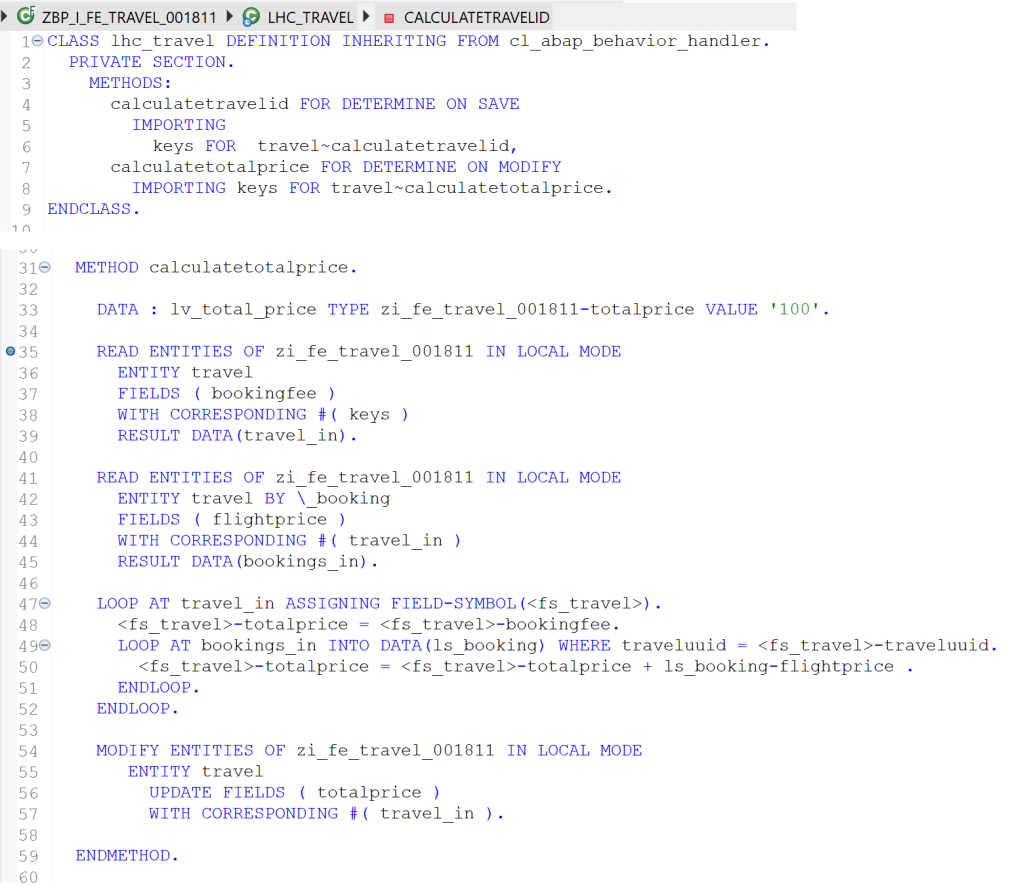 ZBP_I_FE_TRAVEL_001811 LHC_TRAVEL CALCULATETRAVELID
1 CLASS lhc_travel DEFINITION INHERITING FROM cl_abap_behavior_handler.
2 PRIVATE SECTION.
3 METHODS:
4 calculatetravelid FOR DETERMINE ON SAVE
5 IMPORTING
6 keys FOR  travel~calculatetravelid,
7 calculatetotalprice FOR DETERMINE ON MODIFY
8 IMPORTING keys FOR travel~calculatetotalprice.
9 ENDCLASS.
10
31 METHOD calculatetotalprice.
32
33 DATA : lv_total_price TYPE zi_fe_travel_001811-totalprice VALUE '100'.
34
35 READ ENTITIES OF zi_fe_travel_001811 IN LOCAL MODE
36 ENTITY travel
37 FIELDS ( bookingfee )
38 WITH CORRESPONDING #( keys )
39 RESULT DATA(travel_in).
40
41 READ ENTITIES OF zi_fe_travel_001811 IN LOCAL MODE
42 ENTITY travel BY \_booking
43 FIELDS ( flightprice )
44 WITH CORRESPONDING #( travel_in )
45 RESULT DATA(bookings_in).
46
47 LOOP AT travel_in ASSIGNING FIELD-SYMBOL(<fs_travel>).
48 <fs_travel>-totalprice = <fs_travel>-bookingfee.
49 LOOP AT bookings_in INTO DATA(ls_booking) WHERE traveluuid = <fs_travel>-traveluuid.
50 <fs_travel>-totalprice = <fs_travel>-totalprice + ls_booking-flightprice .
51 ENDLOOP.
52 ENDLOOP.
53
54 MODIFY ENTITIES OF zi_fe_travel_001811 IN LOCAL MODE
55 ENTITY travel
56 UPDATE FIELDS ( totalprice )
57 WITH CORRESPONDING #( travel_in ).
58
59 ENDMETHOD.
60